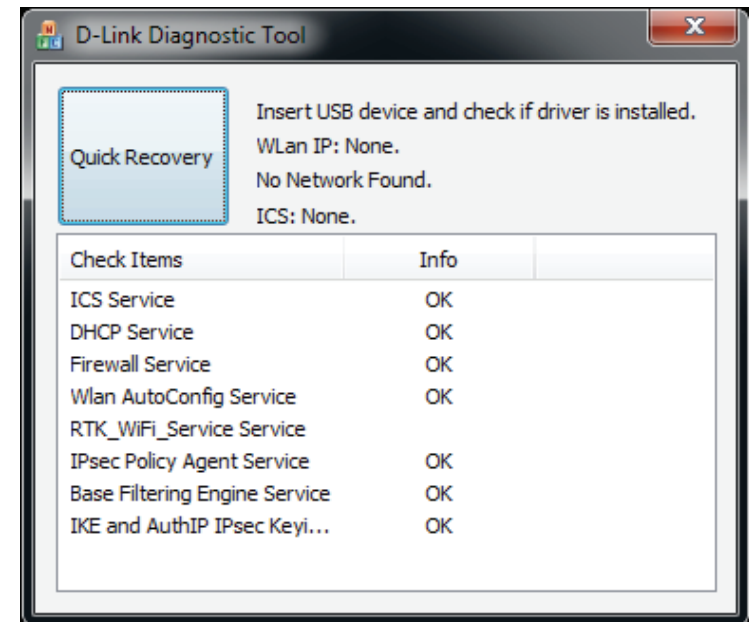 D-Link Diagnostic Tool
Quick Recovery
Insert USB device and check if driver is installed.
WLan IP: None.
No Network Found.
ICS: None.
Check Items Info
ICS Service OK
DHCP Service OK
Firewall Service OK
Wlan AutoConfig Service OK
RTK_WiFi_Service Service
IPsec Policy Agent Service OK
Base Filtering Engine Service OK
IKE and AuthIP IPsec Keyi... OK